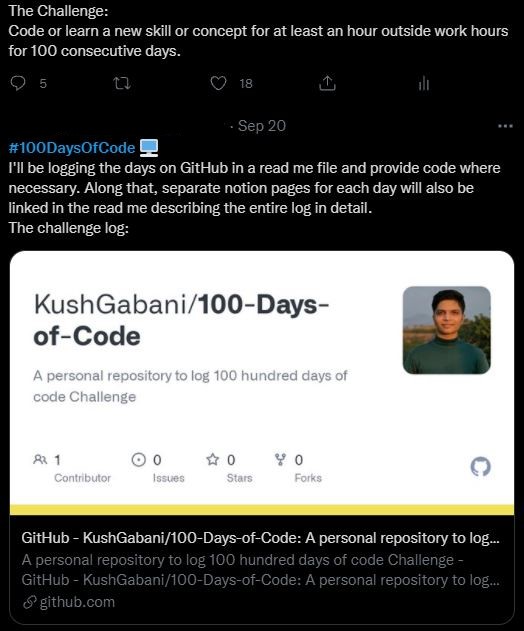 The Challenge:
Code or learn a new skill or concept for at least an hour outside work hours
for 100 consecutive days.
5 18
· Sep 20
#100DaysOfCode
I'll be logging the days on GitHub in a read me file and provide code where
necessary. Along that, separate notion pages for each day will also be
linked in the read me describing the entire log in detail.
The challenge log:
KushGabani/100-Days-
of-Code
A personal repository to log 100 hundred days of
code Challenge
1 0 0 0
Contributor Issues Stars Forks
GitHub - KushGabani/100-Days-of-Code: A personal repository to log...
A personal repository to log 100 hundred days of code Challenge -
GitHub - KushGabani/100-Days-of-Code: A personal repository to log...
github.com